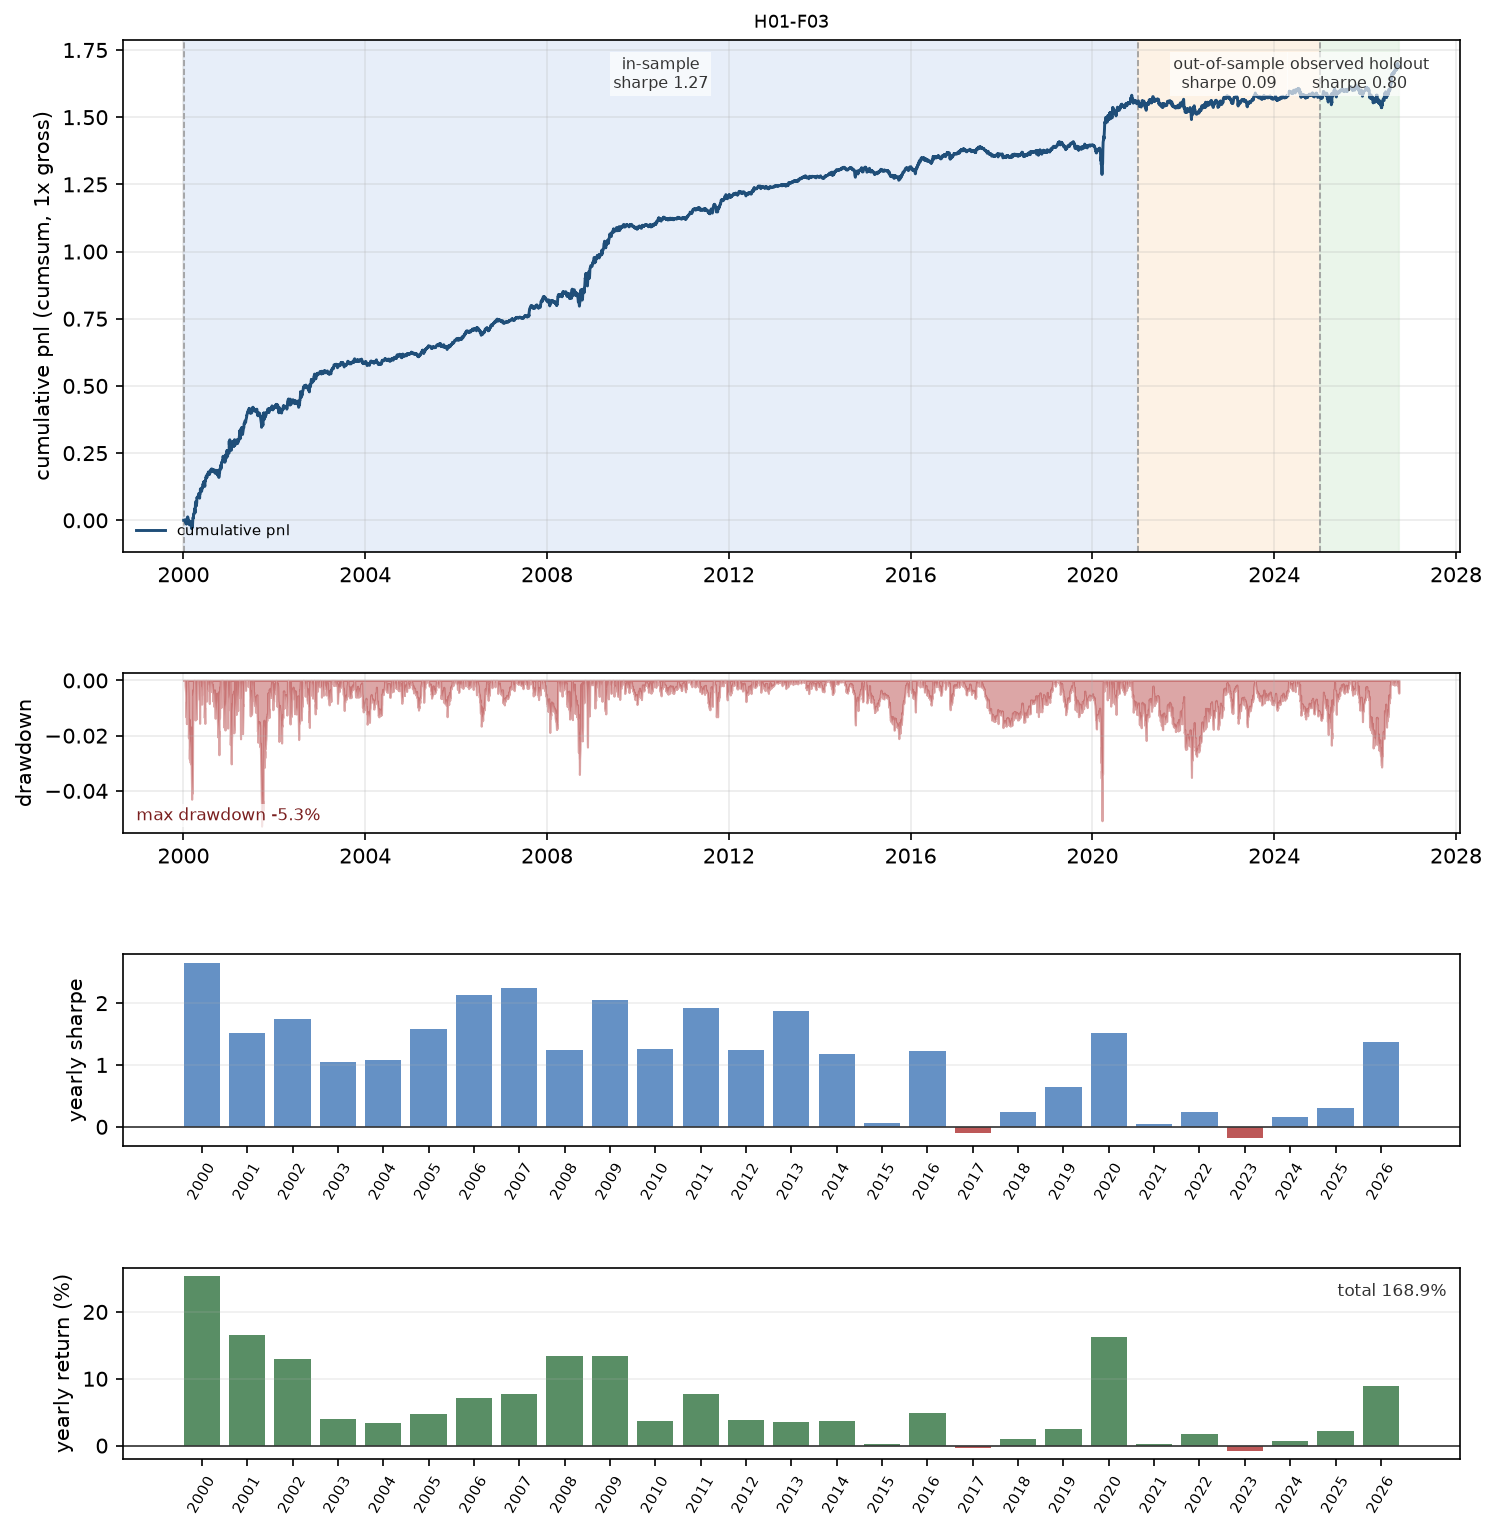 H01-F03
cumulative pnl (cumsum, 1x gross)
1.75
1.50
1.25
1.00
0.75
0.50
0.25
0.00
in-sample
sharpe 1.27
out-of-sample
sharpe 0.09
observed holdout
sharpe 0.80
cumulative pnl
2000 2004 2008 2012 2016 2020 2024 2028
drawdown
0.00
−0.02
−0.04
max drawdown -5.3%
2000 2004 2008 2012 2016 2020 2024 2028
yearly sharpe
2
1
0
2000 2001 2002 2003 2004 2005 2006 2007 2008 2009 2010 2011 2012 2013 2014 2015 2016 2017 2018 2019 2020 2021 2022 2023 2024 2025 2026
yearly return (%)
20
10
0
total 168.9%
2000 2001 2002 2003 2004 2005 2006 2007 2008 2009 2010 2011 2012 2013 2014 2015 2016 2017 2018 2019 2020 2021 2022 2023 2024 2025 2026